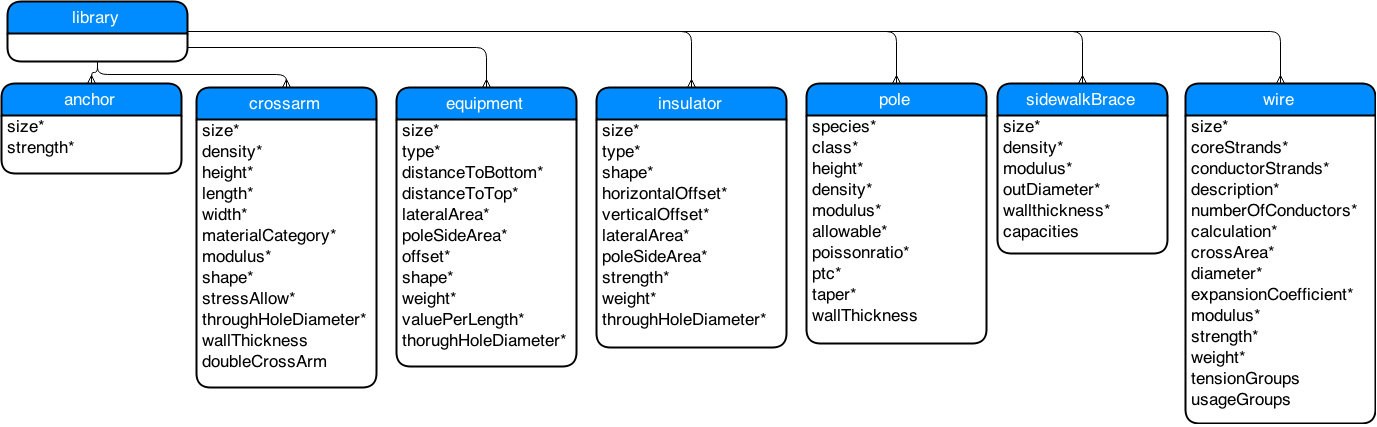 library
anchor
size*
strength*
crossarm
size*
density*
height*
length*
width*
materialCategory*
modulus*
shape*
stressAllow*
throughHoleDiameter*
wallThickness
doubleCrossArm
equipment
size*
type*
distanceToBottom*
distanceToTop*
lateralArea*
poleSideArea*
offset*
shape*
weight*
valuePerLength*
thorughHoleDiameter*
insulator
size*
type*
shape*
horizontalOffset*
verticalOffset*
lateralArea*
poleSideArea*
strength*
weight*
throughHoleDiameter*
pole
species*
class*
height*
density*
modulus*
allowable*
poissonratio*
ptc*
taper*
wallThickness
sidewalkBrace
size*
density*
modulus*
outDiameter*
wallthickness*
capacities
wire
size*
coreStrands*
conductorStrands*
description*
numberOfConductors*
calculation*
crossArea*
diameter*
expansionCoefficient*
modulus*
strength*
weight*
tensionGroups
usageGroups